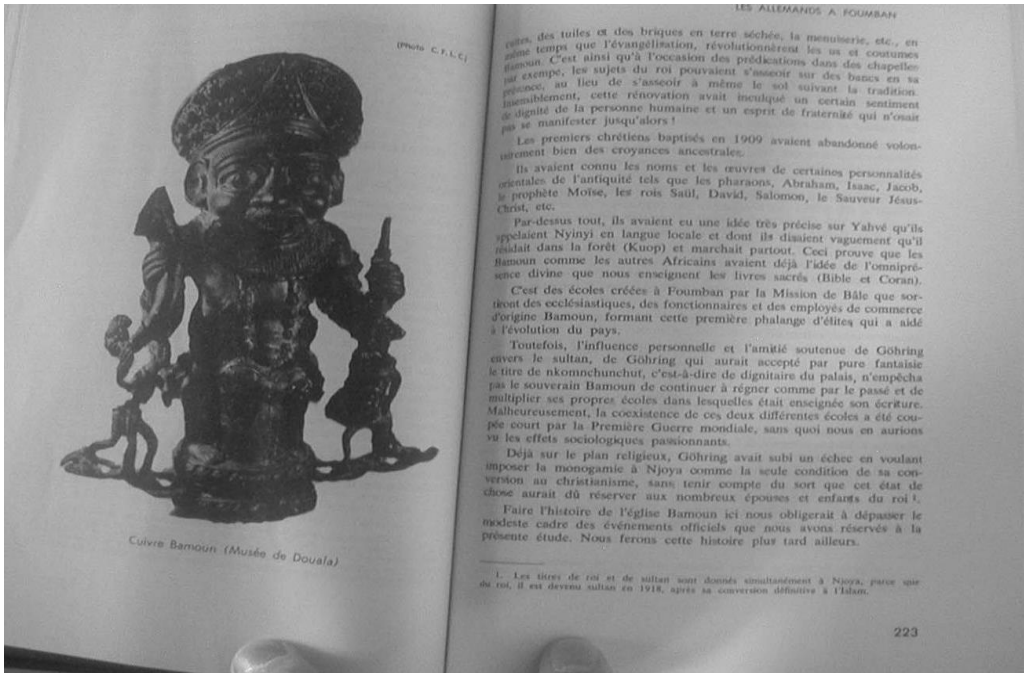 (Photo C.F.L.C.)
Cuivre Bamoun (Musée de Douala)
LES ALLEMANDS A FOUMBAN
cuites, des tuiles et des briques en terre séchée, la menuiserie, etc., en
même temps que l'évangélisation, révolutionnèrent les us et coutumes
Bamoun. C'est ainsi qu'à l'occasion des prédications dans des chapelles
par exempe, les sujets du roi pouvaient s'asseoir sur des bancs en sa
présence, au lieu de s'asseoir à même le sol suivant la tradition.
Insensiblement, cette rénovation avait inculqué un certain sentiment
de dignité de la personne humaine et un esprit de fraternité qui n'osait
pas se manifester jusqu'alors !
Les premiers chrétiens baptisés en 1909 avaient abandonné volon-
tairement bien des croyances ancestrales.
Ils avaient connu les noms et les œuvres de certaines personnalités
orientales de l'antiquité tels que les pharaons, Abraham, Isaac, Jacob,
le prophète Moïse, les rois Saül, David, Salomon, le Sauveur Jésus-
Christ, etc.
Par-dessus tout, ils avaient eu une idée très précise sur Yahvé qu'ils
appelaient Nyinyi en langue locale et dont ils disaient vaguement qu'il
résidait dans la forêt (Kuop) et marchait partout. Ceci prouve que les
Bamoun comme les autres Africains avaient déjà l'idée de l'omnipré-
sence divine que nous enseignent les livres sacrés (Bible et Coran).
C'est des écoles créées à Foumban par la Mission de Bâle que sor-
tiront des ecclésiastiques, des fonctionnaires et des employés de commerce
d'origine Bamoun, formant cette première phalange d'élites qui a aidé
à l'évolution du pays.
Toutefois, l'influence personnelle et l'amitié soutenue de Göhring
envers le sultan, de Göhring qui aurait accepté par pure fantaisie
le titre de nkomnchunchut, c'est-à-dire de dignitaire du palais, n'empêcha
pas le souverain Bamoun de continuer à régner comme par le passé et de
multiplier ses propres écoles dans lesquelles était enseignée son écriture.
Malheureusement, la coexistence de ces deux différentes écoles a été cou-
pée court par la Première Guerre mondiale, sans quoi nous en aurions
vu les effets sociologiques passionnants.
Déjà sur le plan religieux, Göhring avait subi un échec en voulant
imposer la monogamie à Njoya comme la seule condition de sa con-
version au christianisme, sans tenir compte du sort que cet état de
chose aurait dû réserver aux nombreux épouses et enfants du roi 1.
Faire l'histoire de l'église Bamoun ici nous obligerait à dépasser le
modeste cadre des événements officiels que nous avons réservés à la
présente étude. Nous ferons cette histoire plus tard ailleurs.
1. Les titres de roi et de sultan sont donnés simultanément à Njoya, parce que
du roi, il est devenu sultan en 1918, après sa conversion définitive à l'Islam.
223